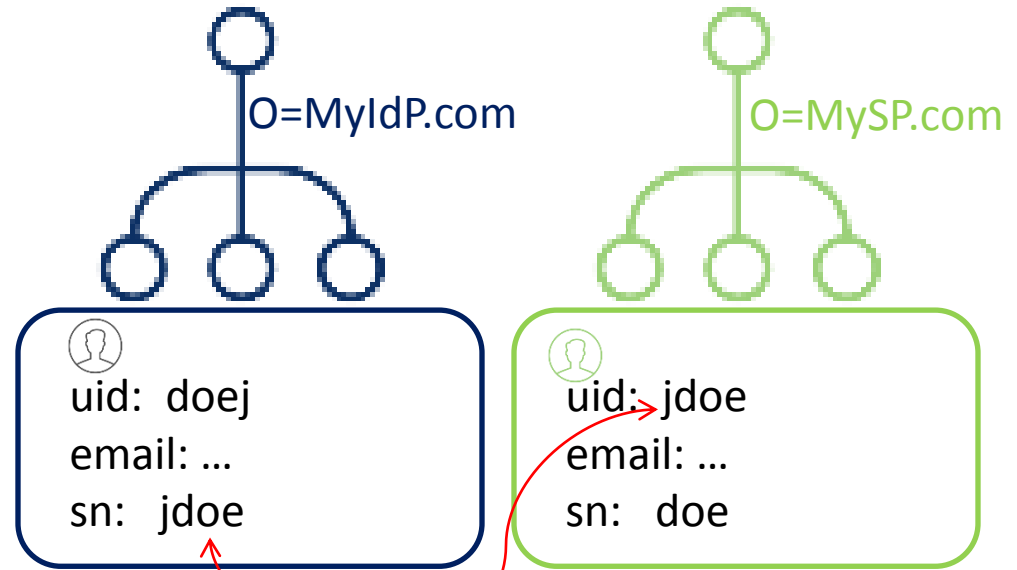 O=MyIdP.com
O=MySP.com
uid: doej
email: ...
sn: jdoe
uid: jdoe
email: ...
sn: doe